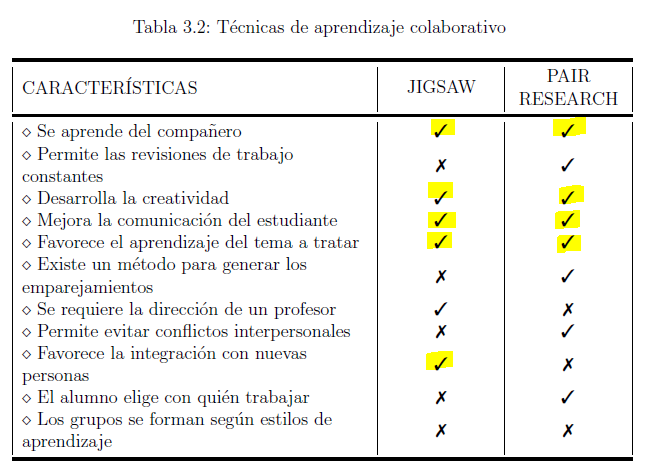 Tabla 3.2: Técnicas de aprendizaje colaborativo
CARACTERÍSTICAS JIGSAW PAIR RESEARCH
⋄ Se aprende del compañero ✓ ✓
⋄ Permite las revisiones de trabajo
constantes ✗ ✓
⋄ Desarrolla la creatividad ✓ ✓
⋄ Mejora la comunicación del estudiante ✓ ✓
⋄ Favorece el aprendizaje del tema a tratar ✓ ✓
⋄ Existe un método para generar los
emparejamientos ✗ ✓
⋄ Se requiere la dirección de un profesor ✓ ✗
⋄ Permite evitar conflictos interpersonales ✗ ✓
⋄ Favorece la integración con nuevas
personas ✓ ✗
⋄ El alumno elige con quién trabajar ✗ ✓
⋄ Los grupos se forman según estilos de
aprendizaje ✗ ✗